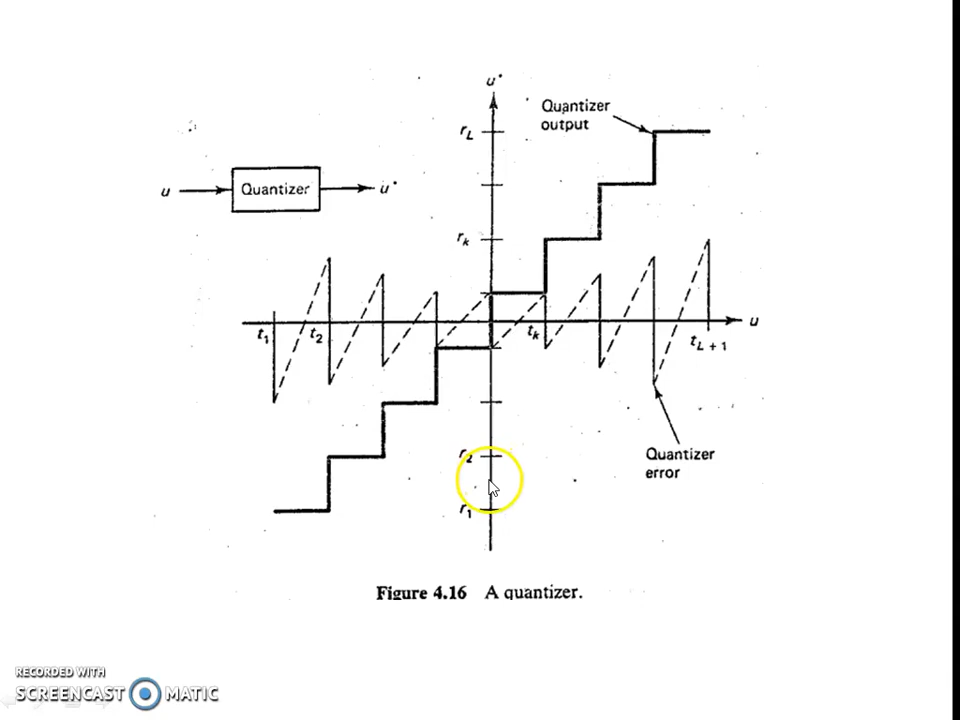 u*
Quantizer
output
r_L
u
Quantizer
u*
r_k
t_1
t_2
t_k
u
t_L + 1
Quantizer
error
r_2
r_1
Figure 4.16 A quantizer.
RECORDED WITH
SCREENCAST MATIC